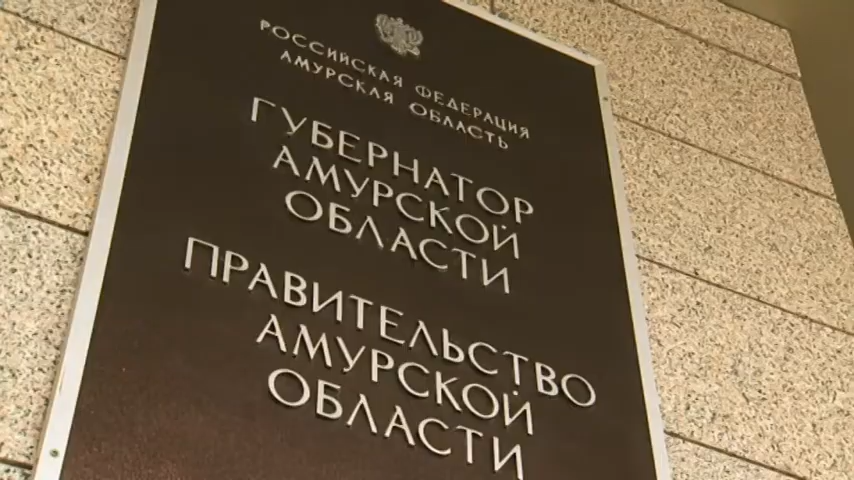 РОССИЙСКАЯ ФЕДЕРАЦИЯ
АМУРСКАЯ ОБЛАСТЬ
ГУБЕРНАТОР
АМУРСКОЙ
ОБЛАСТИ
ПРАВИТЕЛЬСТВО
АМУРСКОЙ
ОБЛАСТИ